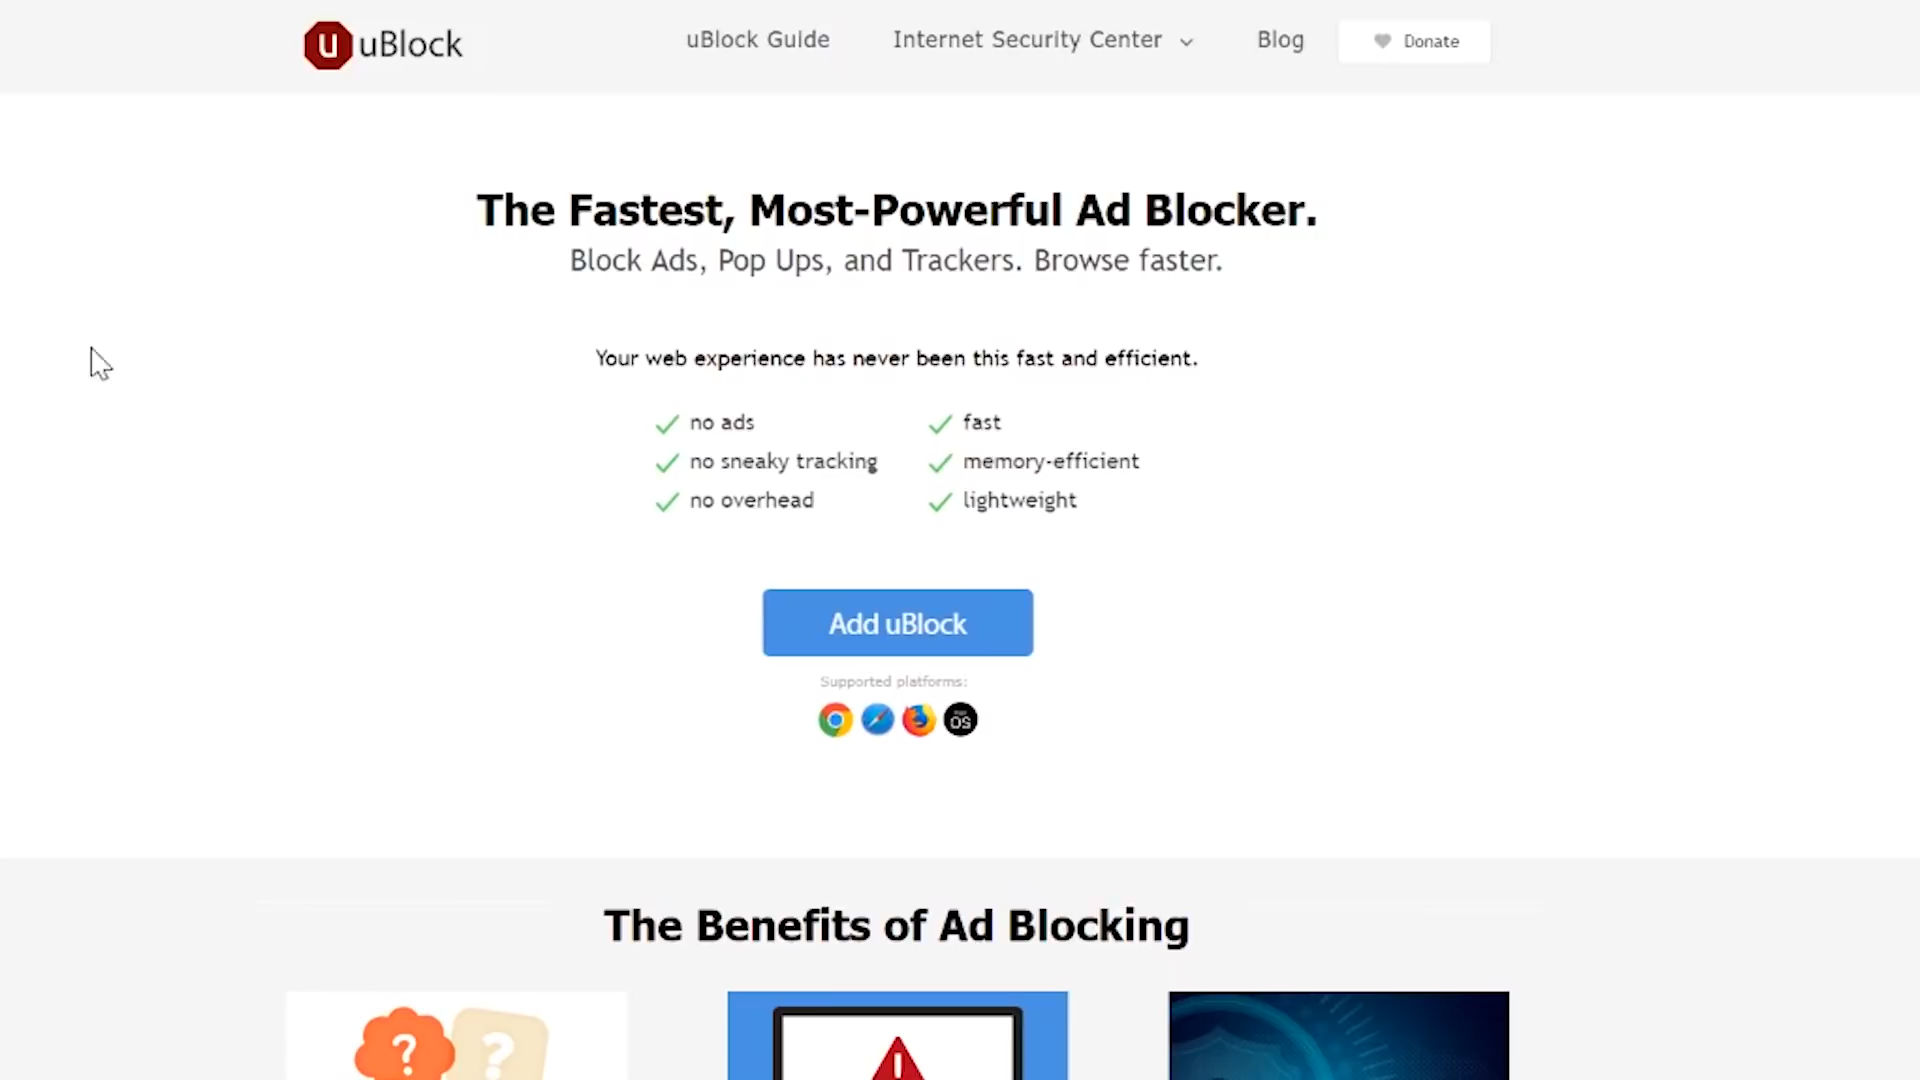 u uBlock
uBlock Guide
Internet Security Center
Blog
Donate
The Fastest, Most-Powerful Ad Blocker.
Block Ads, Pop Ups, and Trackers. Browse faster.
Your web experience has never been this fast and efficient.
no ads
no sneaky tracking
no overhead
fast
memory-efficient
lightweight
Add uBlock
Supported platforms:
OS
The Benefits of Ad Blocking
? ?
!